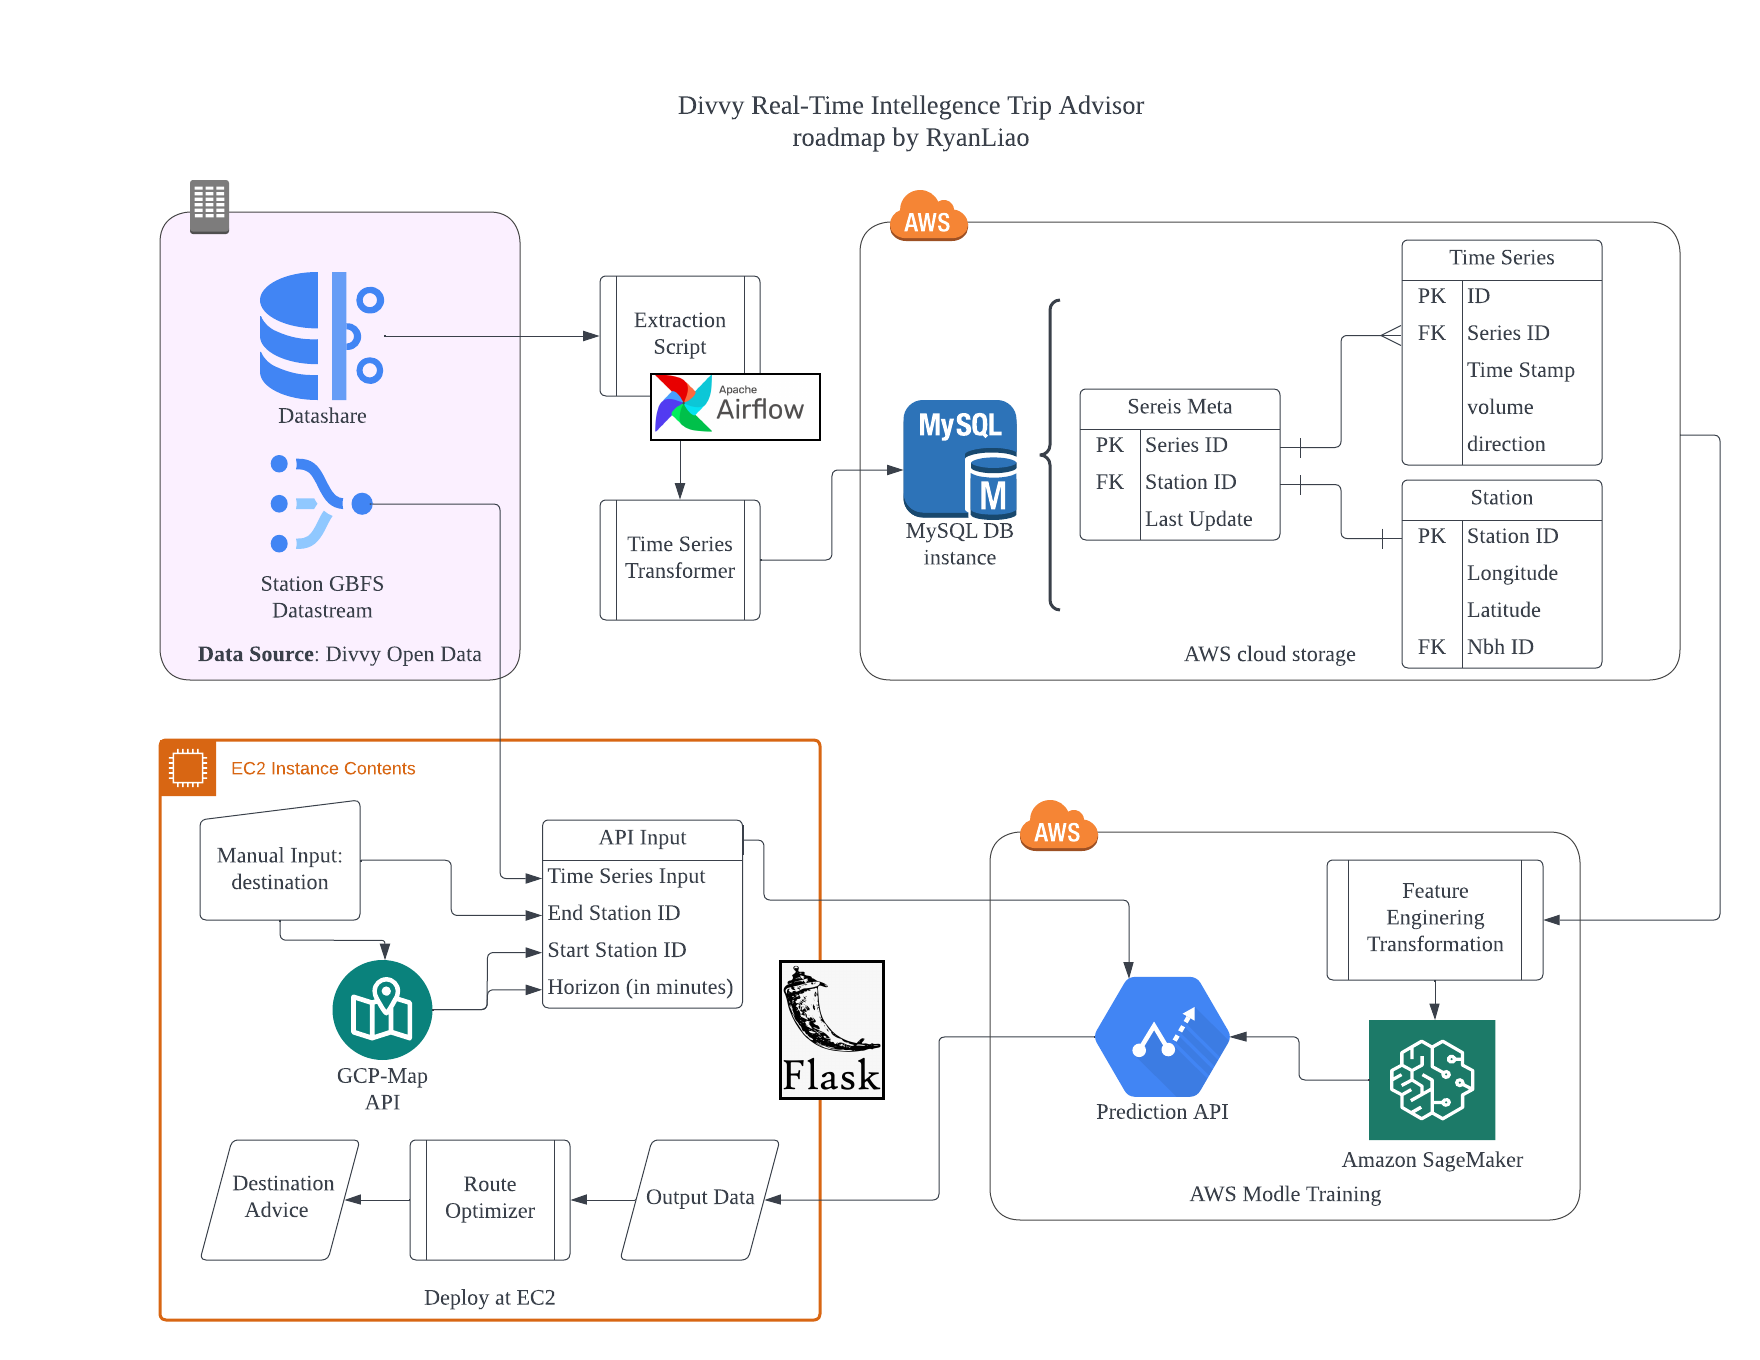 Divvy Real-Time Intellegence Trip Advisor
roadmap by RyanLiao
Datashare
Station GBFS
Datastream
Data Source: Divvy Open Data
Extraction
Script
Apache
Airflow
Time Series
Transformer
AWS
MySQL
M
MySQL DB
instance
Sereis Meta
PK Series ID
FK Station ID
Last Update
Time Series
PK ID
FK Series ID
Time Stamp
volume
direction
Station
PK Station ID
Longitude
Latitude
FK Nbh ID
AWS cloud storage
EC2 Instance Contents
Manual Input:
destination
API Input
Time Series Input
End Station ID
Start Station ID
Horizon (in minutes)
GCP-Map
API
Flask
Destination
Advice
Route
Optimizer
Output Data
Deploy at EC2
AWS
Feature
Enginering
Transformation
Prediction API
Amazon SageMaker
AWS Modle Training